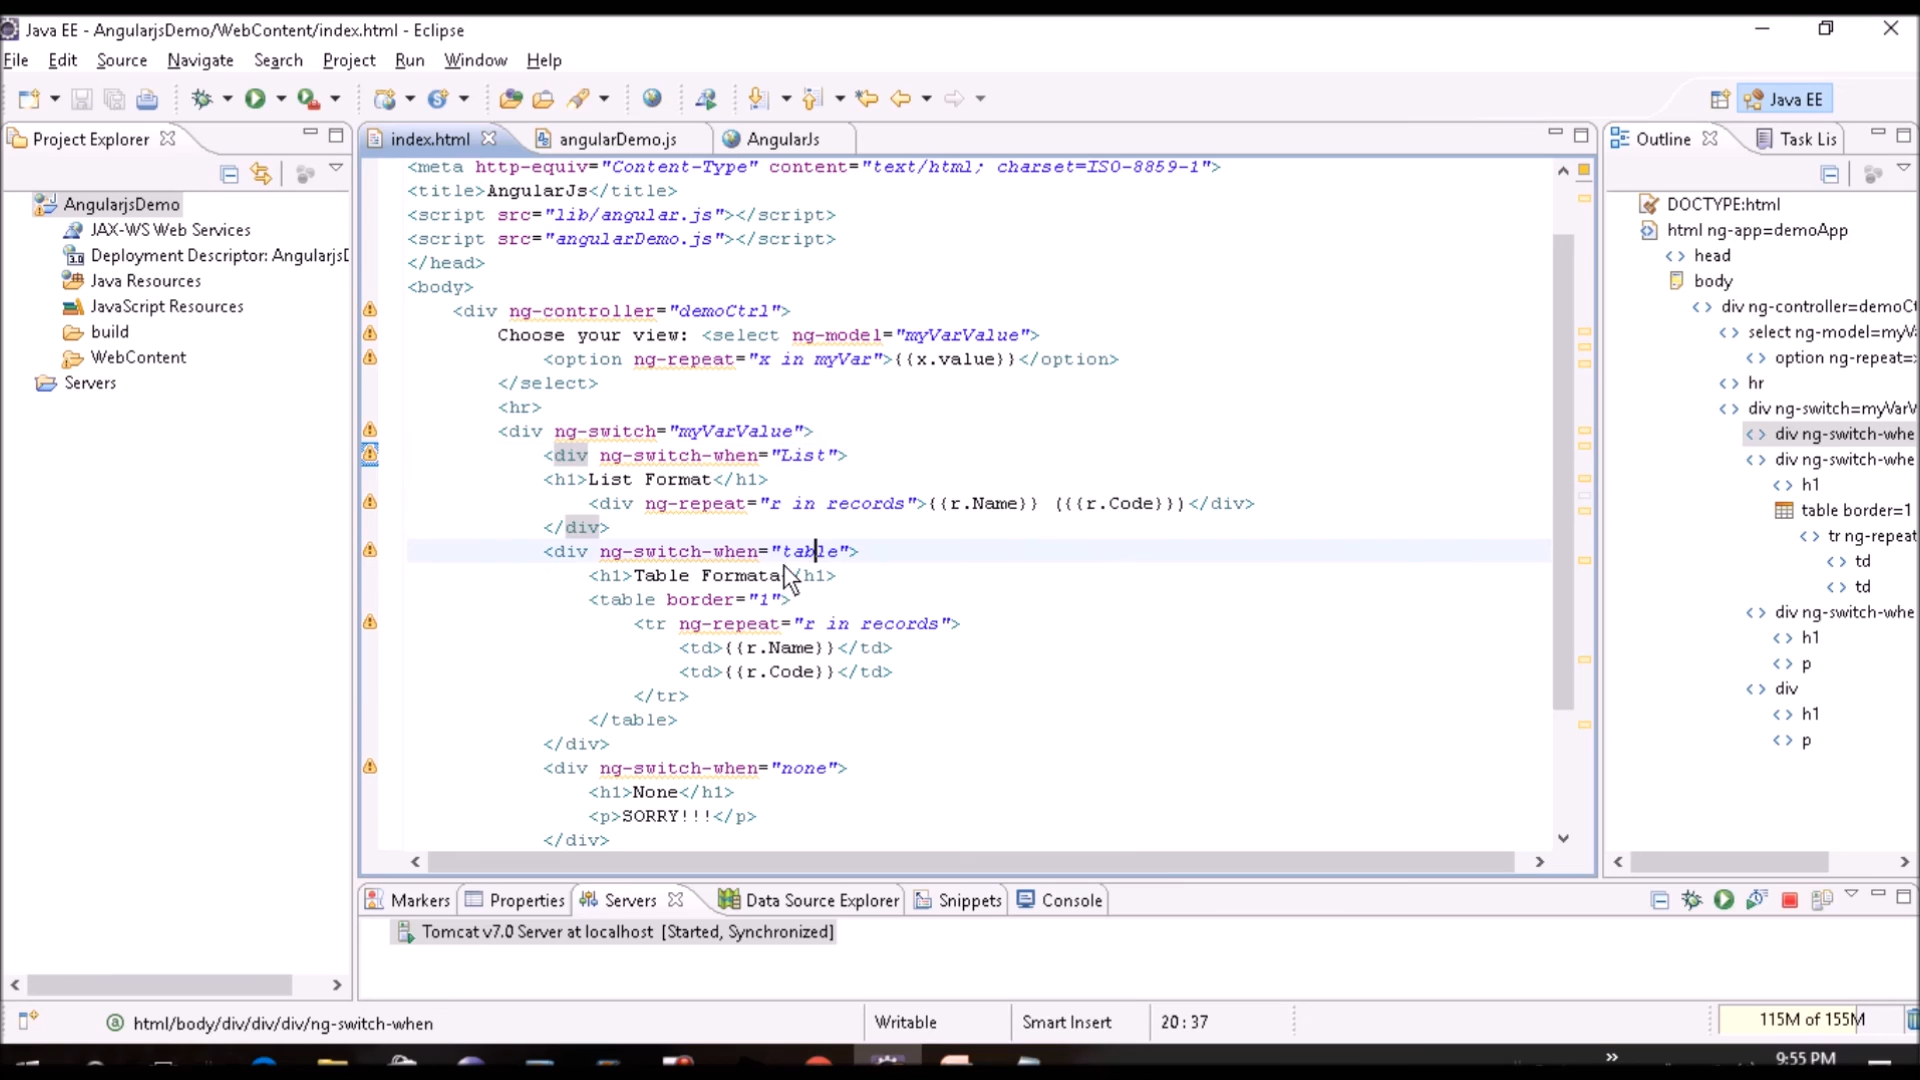 Java EE - AngularjsDemo/WebContent/index.html - Eclipse
File Edit Source Navigate Search Project Run Window Help
Java EE
Project Explorer
index.html
angularDemo.js
AngularJs
Outline
Task Lis
AngularjsDemo
JAX-WS Web Services
3.0
Deployment Descriptor: Angularjs
Java Resources
JavaScript Resources
build
WebContent
Servers
<meta http-equiv="Content-Type" content="text/html; charset=ISO-8859-1">
<title>AngularJs</title>
<script src="lib/angular.js"></script>
<script src="angularDemo.js"></script>
</head>
<body>
<div ng-controller="demoCtrl">
Choose your view: <select ng-model="myVarValue">
<option ng-repeat="x in myVar">{{x.value}}</option>
</select>
<hr>
<div ng-switch="myVarValue">
<div ng-switch-when="List">
<h1>List Format</h1>
<div ng-repeat="r in records">{{r.Name}} ({{r.Code}})</div>
</div>
<div ng-switch-when="table">
<h1>Table Formata</h1>
<table border="1">
<tr ng-repeat="r in records">
<td>{{r.Name}}</td>
<td>{{r.Code}}</td>
</tr>
</table>
</div>
<div ng-switch-when="none">
<h1>None</h1>
<p>SORRY!!!</p>
</div>
DOCTYPE:html
html ng-app=demoApp
head
body
div ng-controller=demoC
select ng-model=myV
option ng-repeat=
hr
div ng-switch=myVarV
div ng-switch-whe
div ng-switch-whe
h1
table border=1
tr ng-repeat
td
td
div ng-switch-whe
h1
p
div
h1
p
Markers
Properties
Servers
Data Source Explorer
Snippets
Console
Tomcat v7.0 Server at localhost [Started, Synchronized]
html/body/div/div/div/ng-switch-when
Writable
Smart Insert
20 : 37
115M of 155M
9:55 PM